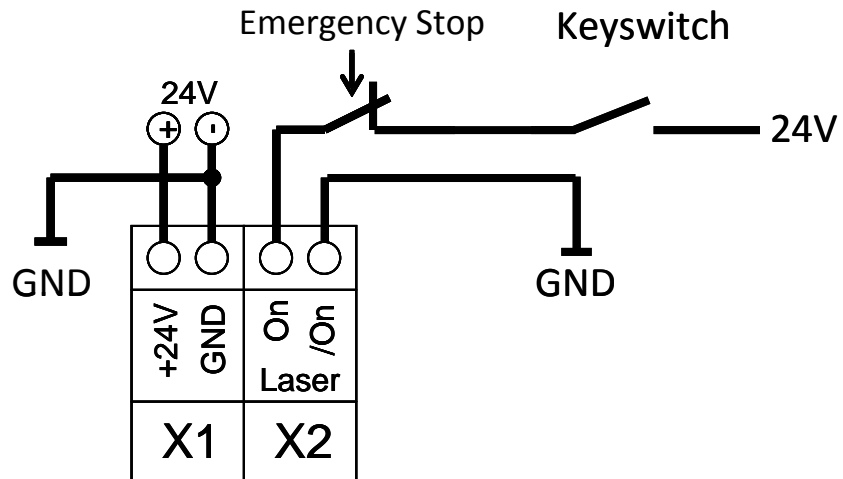 Emergency Stop
Keyswitch
24V
+ -
24V
GND
GND
+24V
GND
On
/On
Laser
X1
X2